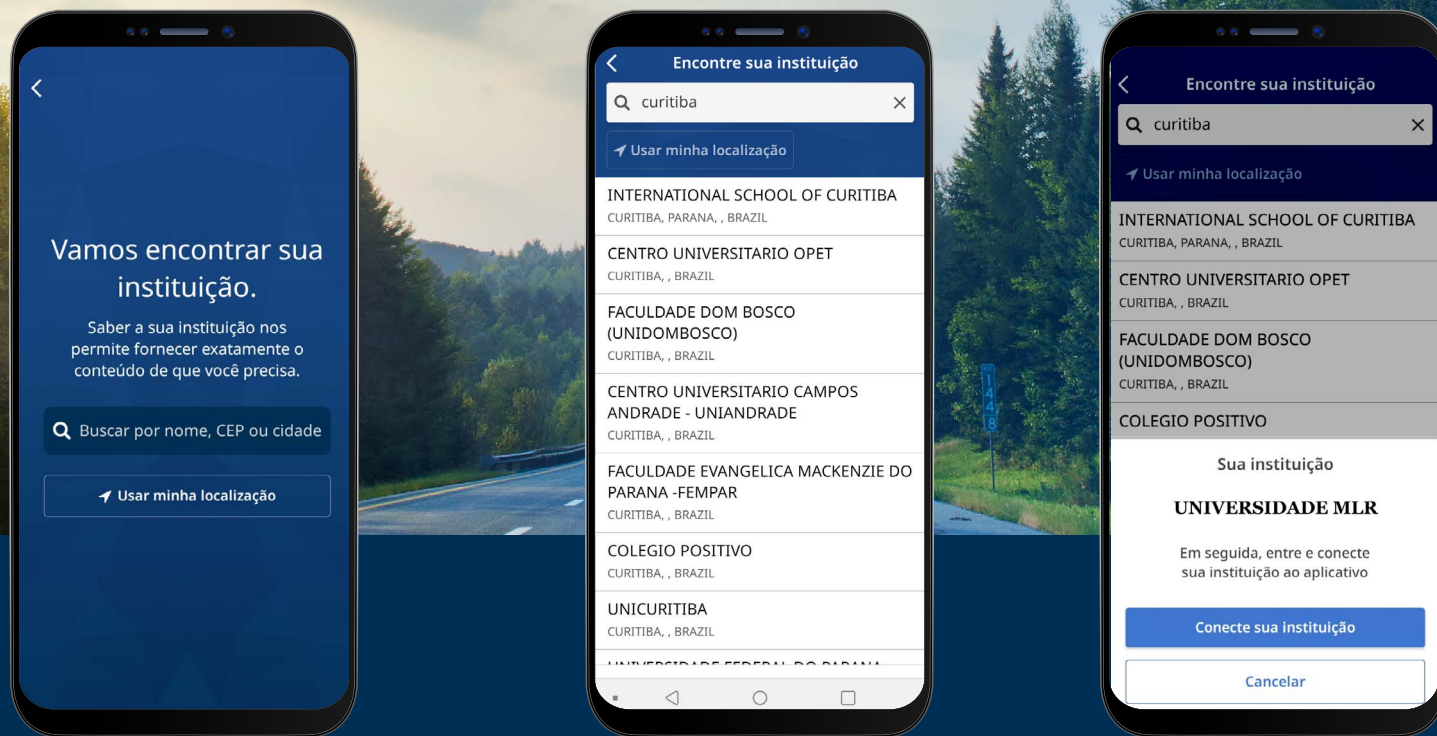 Vamos encontrar sua
instituição.
Saber a sua instituição nos
permite fornecer exatamente o
conteúdo de que você precisa.
Buscar por nome, CEP ou cidade
Usar minha localização
Encontre sua instituição
curitiba
Usar minha localização
INTERNATIONAL SCHOOL OF CURITIBA
CURITIBA, PARANA, , BRAZIL
CENTRO UNIVERSITARIO OPET
CURITIBA, , BRAZIL
FACULDADE DOM BOSCO
(UNIDOMBOSCO)
CURITIBA, , BRAZIL
CENTRO UNIVERSITARIO CAMPOS
ANDRADE - UNIANDRADE
CURITIBA, , BRAZIL
FACULDADE EVANGELICA MACKENZIE DO
PARANA -FEMPAR
CURITIBA, , BRAZIL
COLEGIO POSITIVO
CURITIBA, , BRAZIL
UNICURITIBA
CURITIBA, , BRAZIL
UNIVERSIDADE FEDERAL DO PARANA
1448
Encontre sua instituição
curitiba
Usar minha localização
INTERNATIONAL SCHOOL OF CURITIBA
CURITIBA, PARANA, , BRAZIL
CENTRO UNIVERSITARIO OPET
CURITIBA, , BRAZIL
FACULDADE DOM BOSCO
(UNIDOMBOSCO)
CURITIBA, , BRAZIL
COLEGIO POSITIVO
Sua instituição
UNIVERSIDADE MLR
Em seguida, entre e conecte
sua instituição ao aplicativo
Conecte sua instituição
Cancelar